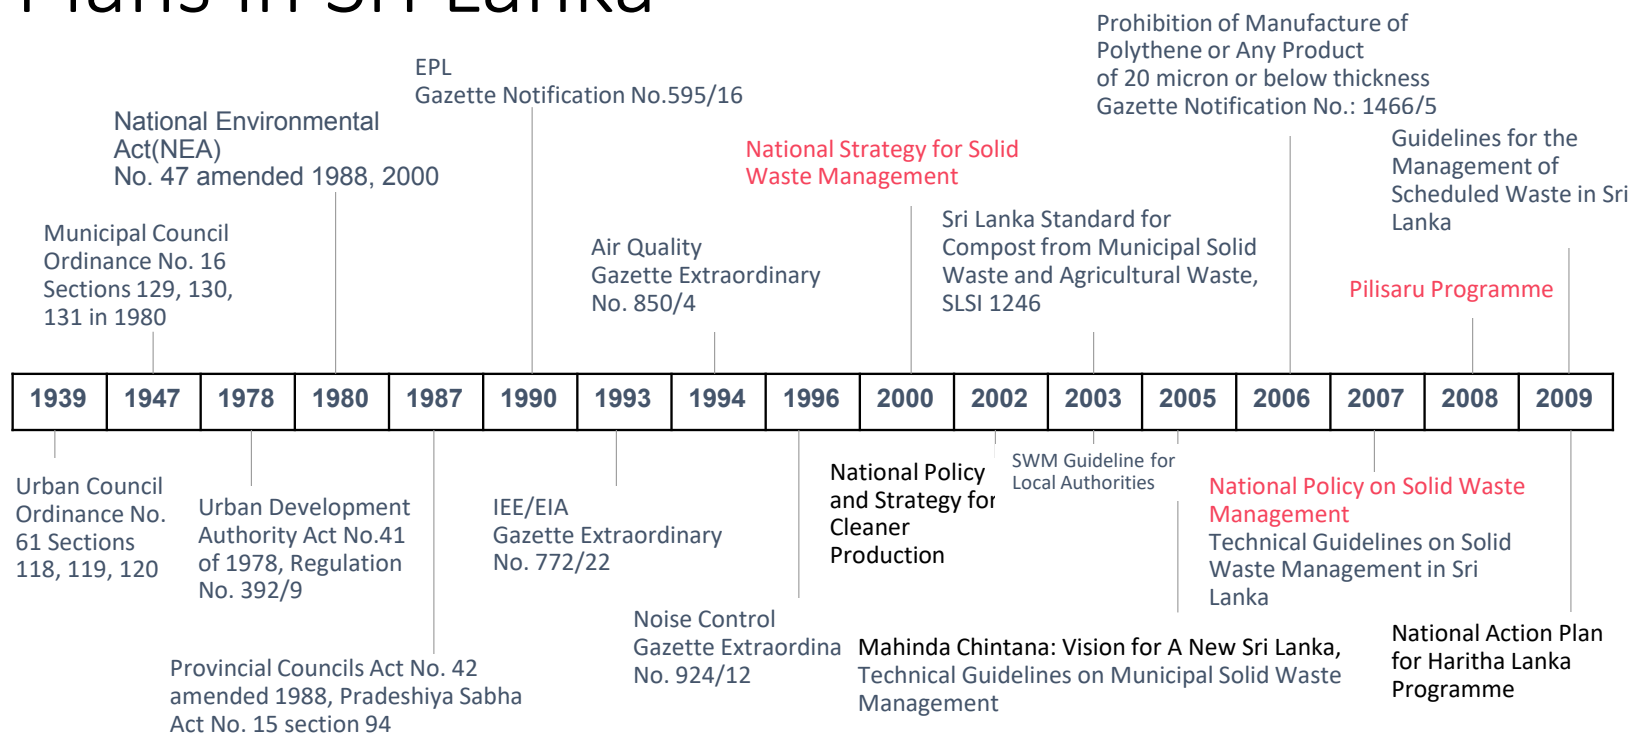 Plans in Sri Lanka
Prohibition of Manufacture of
Polythene or Any Product
of 20 micron or below thickness
Gazette Notification No.: 1466/5
EPL
Gazette Notification No.595/16
National Environmental
Act(NEA)
No. 47 amended 1988, 2000
National Strategy for Solid
Waste Management
Guidelines for the
Management of
Scheduled Waste in Sri
Lanka
Municipal Council
Ordinance No. 16
Sections 129, 130,
131 in 1980
Air Quality
Gazette Extraordinary
No. 850/4
Sri Lanka Standard for
Compost from Municipal Solid
Waste and Agricultural Waste,
SLSI 1246
Pilisaru Programme
1939 1947 1978 1980 1987 1990 1993 1994 1996 2000 2002 2003 2005 2006 2007 2008 2009
Urban Council
Ordinance No.
61 Sections
118, 119, 120
Urban Development
Authority Act No.41
of 1978, Regulation
No. 392/9
IEE/EIA
Gazette Extraordinary
No. 772/22
National Policy
and Strategy for
Cleaner
Production
SWM Guideline for
Local Authorities
National Policy on Solid Waste
Management
Technical Guidelines on Solid
Waste Management in Sri
Lanka
Provincial Councils Act No. 42
amended 1988, Pradeshiya Sabha
Act No. 15 section 94
Noise Control
Gazette Extraordina
No. 924/12
Mahinda Chintana: Vision for A New Sri Lanka,
Technical Guidelines on Municipal Solid Waste
Management
National Action Plan
for Haritha Lanka
Programme